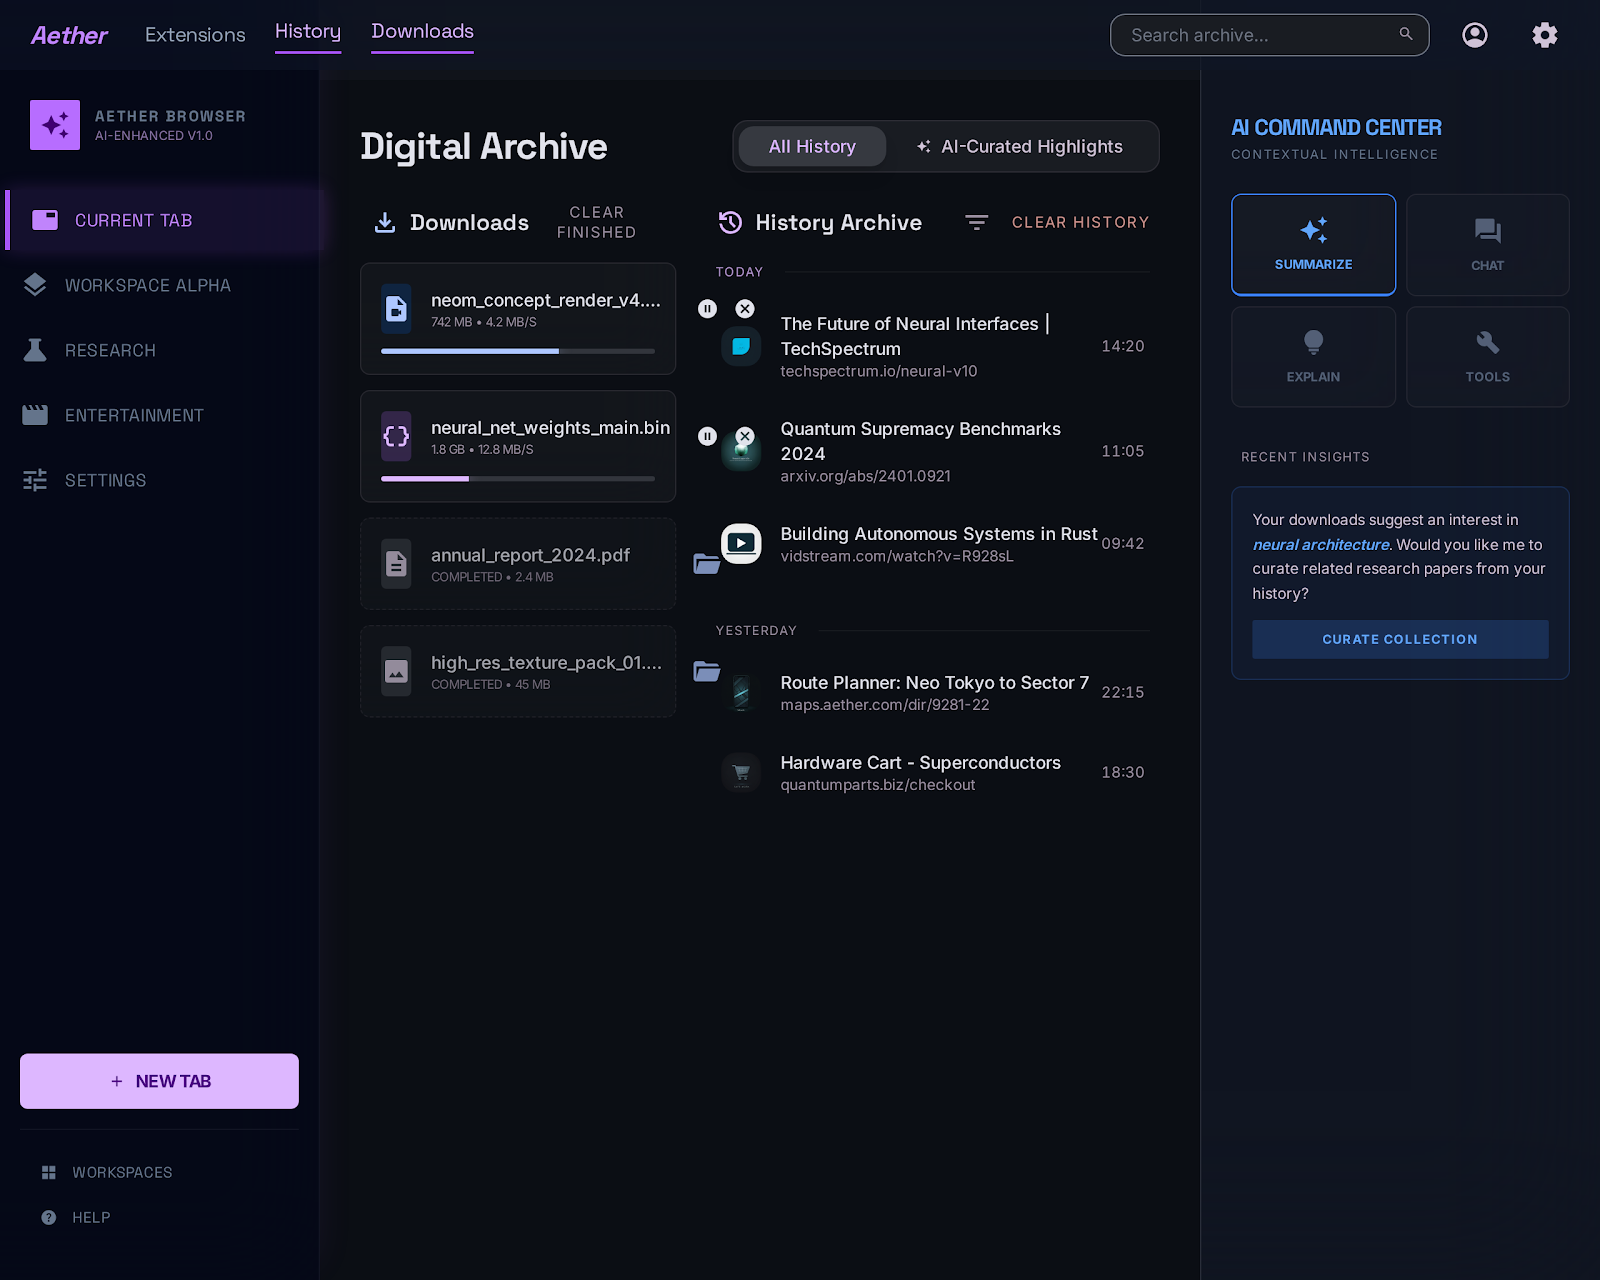 Aether
Extensions
History
Downloads
Search archive...
AETHER BROWSER
AI-ENHANCED V1.0
CURRENT TAB
WORKSPACE ALPHA
RESEARCH
ENTERTAINMENT
SETTINGS
NEW TAB
WORKSPACES
HELP
Digital Archive
All History
AI-Curated Highlights
Downloads
CLEAR
FINISHED
neom_concept_render_v4....
742 MB • 4.2 MB/S
neural_net_weights_main.bin
1.8 GB • 12.8 MB/S
annual_report_2024.pdf
COMPLETED • 2.4 MB
high_res_texture_pack_01....
COMPLETED • 45 MB
History Archive
CLEAR HISTORY
TODAY
The Future of Neural Interfaces |
TechSpectrum
techspectrum.io/neural-v10
14:20
Quantum Supremacy Benchmarks
2024
arxiv.org/abs/2401.0921
11:05
Building Autonomous Systems in Rust
vidstream.com/watch?v=R928sL
09:42
YESTERDAY
Route Planner: Neo Tokyo to Sector 7
maps.aether.com/dir/9281-22
22:15
Hardware Cart - Superconductors
quantumparts.biz/checkout
18:30
AI COMMAND CENTER
CONTEXTUAL INTELLIGENCE
SUMMARIZE
CHAT
EXPLAIN
TOOLS
RECENT INSIGHTS
Your downloads suggest an interest in
neural architecture. Would you like me to
curate related research papers from your
history?
CURATE COLLECTION